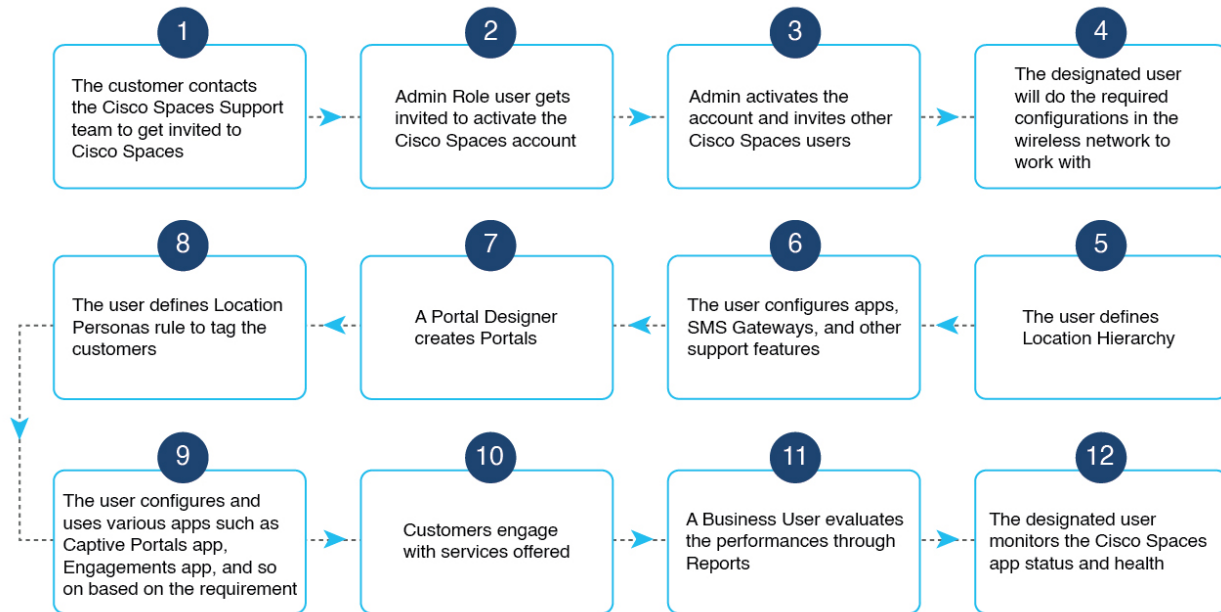 1
The customer contacts
the Cisco Spaces Support
team to get invited to
Cisco Spaces
2
Admin Role user gets
invited to activate the
Cisco Spaces account
3
Admin activates the
account and invites other
Cisco Spaces users
4
The designated user
will do the required
configurations in the
wireless network to
work with
5
The user defines
Location Hierarchy
6
The user configures apps,
SMS Gateways, and other
support features
7
A Portal Designer
creates Portals
8
The user defines Location
Personas rule to tag the
customers
9
The user configures and
uses various apps such as
Captive Portals app,
Engagements app, and so
on based on the requirement
10
Customers engage
with services offered
11
A Business User evaluates
the performances through
Reports
12
The designated user
monitors the Cisco Spaces
app status and health